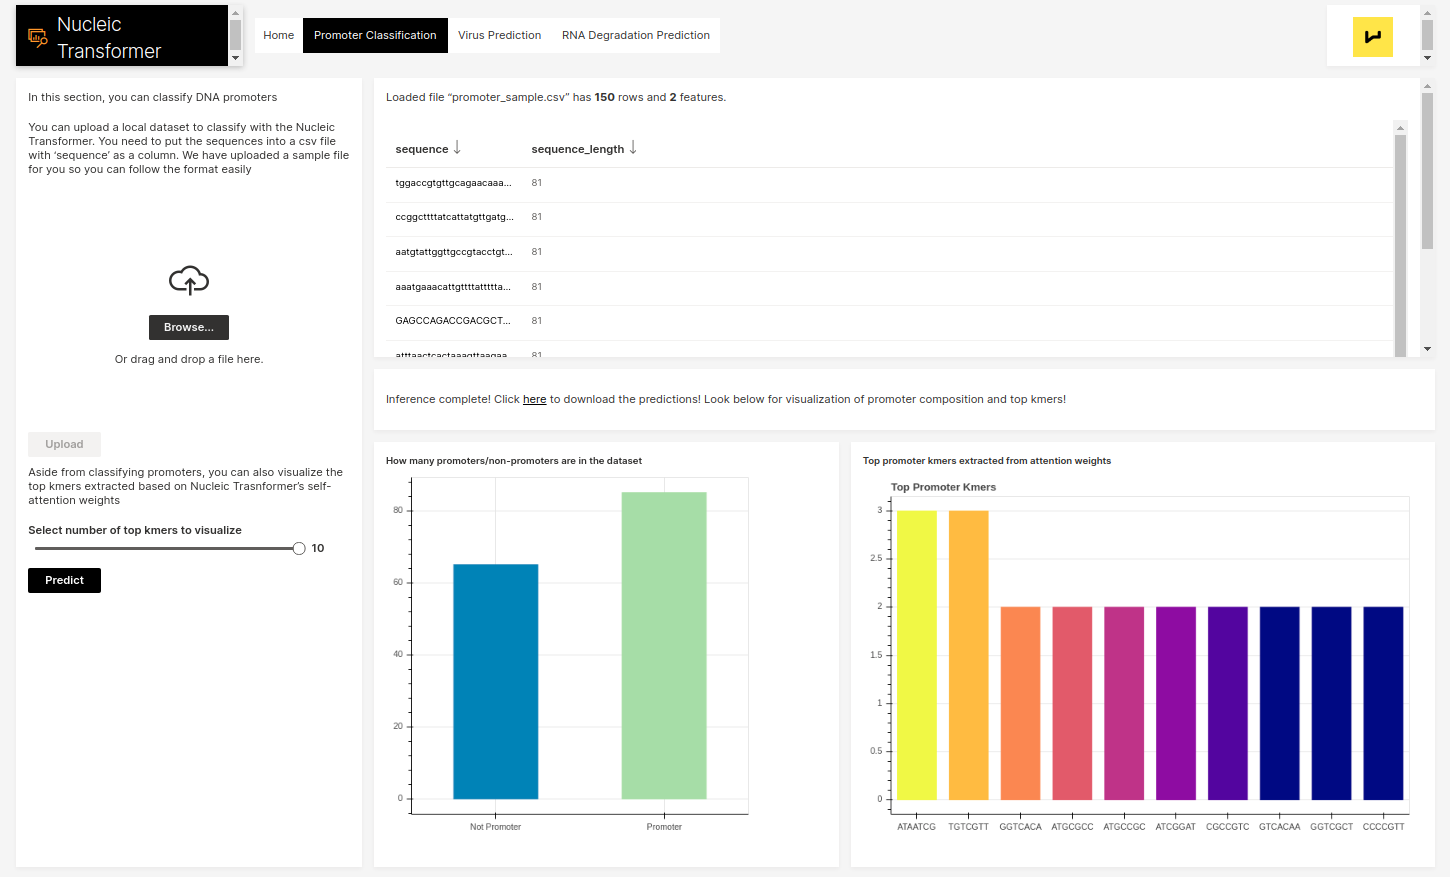 Nucleic
Transformer
Home
Promoter Classification
Virus Prediction
RNA Degradation Prediction
In this section, you can classify DNA promoters
You can upload a local dataset to classify with the Nucleic
Transformer. You need to put the sequences into a csv file
with ‘sequence’ as a column. We have uploaded a sample file
for you so you can follow the format easily
Browse...
Or drag and drop a file here.
Upload
Aside from classifying promoters, you can also visualize the
top kmers extracted based on Nucleic Trasnformer’s self-
attention weights
Select number of top kmers to visualize
10
Predict
Loaded file “promoter_sample.csv” has 150 rows and 2 features.
sequence sequence_length
tggaccgtgttgcagaacaaa... 81
ccggcttttatcattatgttgatg... 81
aatgtattggttgccgtacctgt... 81
aaatgaaacattgttttatttttа... 81
GAGCCAGACCGACGCT... 81
atttaactcactaaagttaagaa 81
Inference complete! Click here to download the predictions! Look below for visualization of promoter composition and top kmers!
How many promoters/non-promoters are in the dataset
80
60
40
20
0
Not Promoter
Promoter
Top promoter kmers extracted from attention weights
Top Promoter Kmers
3
2.5
2
1.5
1
0.5
0
ATAATCG
TGTCGTT
GGTCACA
ATGCGCC
ATGCCGC
ATCGGAT
CGCCGTC
GTCACAA
GGTCGCT
CCCCGTT